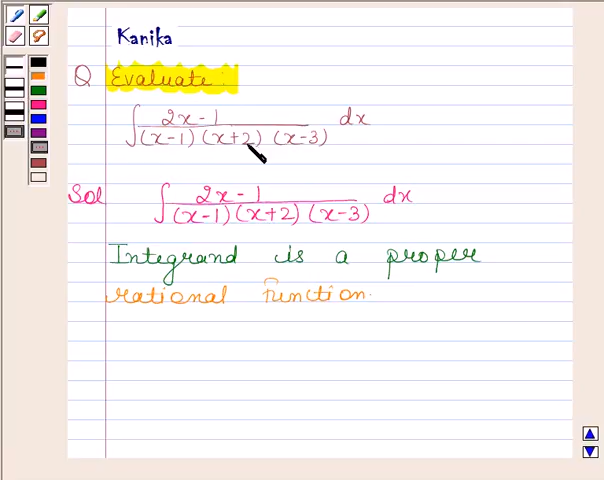 Kanika
Q Evaluate :
∫ 2x - 1 / (x-1) (x+2) (x-3) dx
Sol ∫ 2x - 1 / (x-1) (x+2) (x-3) dx
Integrand is a proper
rational function.